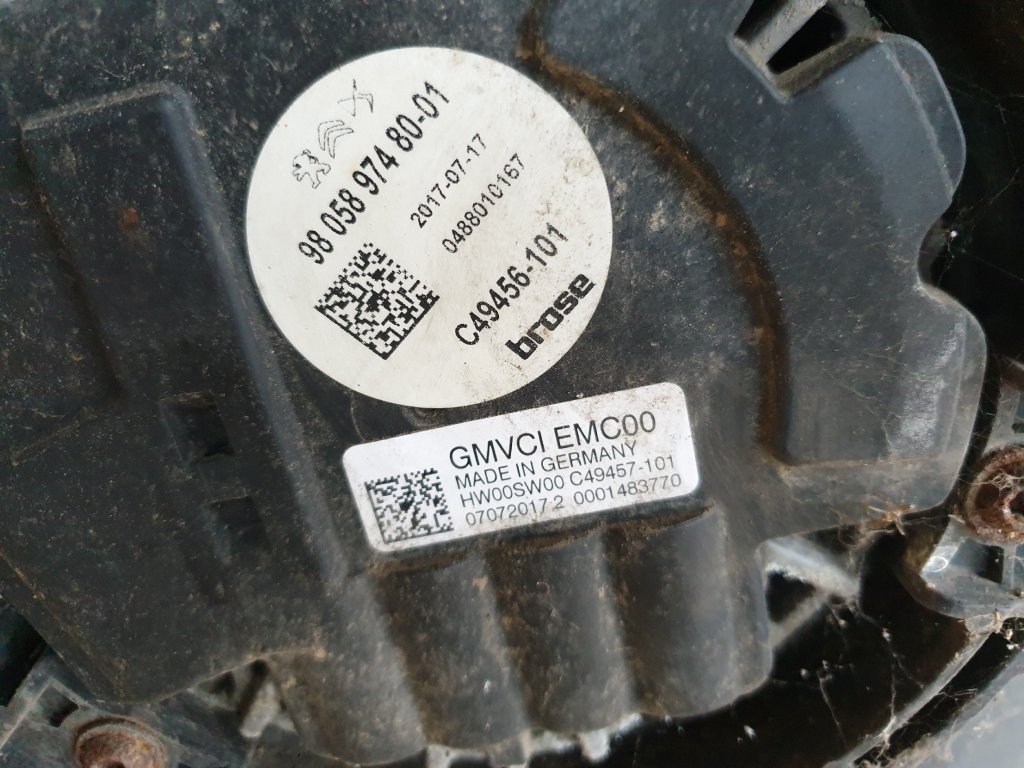 98 058 974 80-01
2017-07-17
0488010167
C49456-101
brose
GMVCI EMC00
MADE IN GERMANY
HW00SW00 C49457-101
07072017 2 0001483770